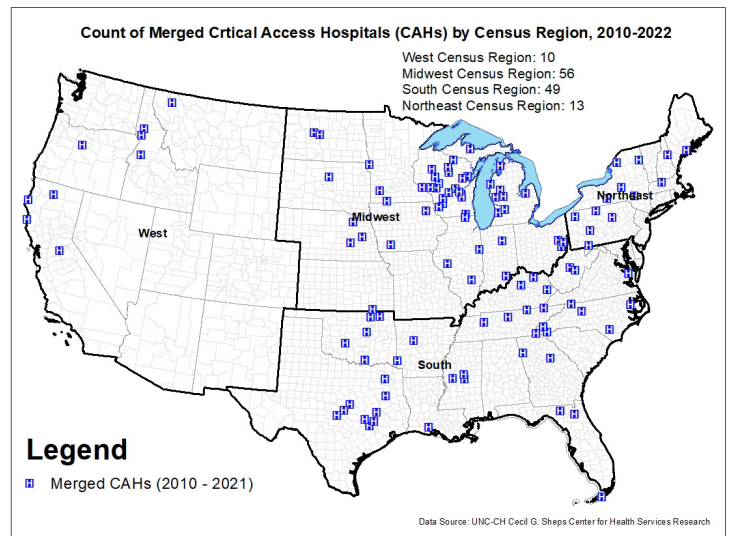 Count of Merged Crtical Access Hospitals (CAHs) by Census Region, 2010-2022
West Census Region: 10
Midwest Census Region: 56
South Census Region: 49
Northeast Census Region: 13
Northeast
Midwest
West
South
Legend
H Merged CAHs (2010 - 2021)
Data Source: UNC-CH Cecil G. Sheps Center for Health Services Research